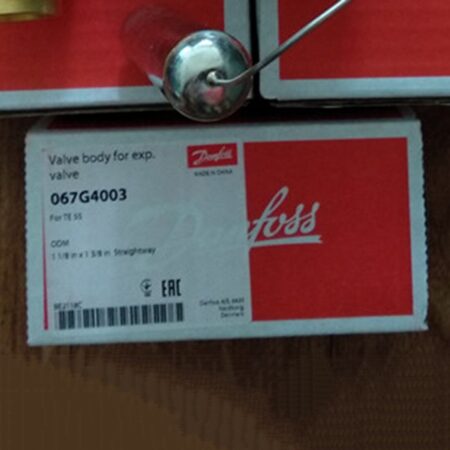 Valve body for exp.
valve
Danfoss
MADE IN CHINA
067G4003
For TE 55
Danfoss
ODM
1 1/8 in x 1 3/8 in Straightway
EAC
Danfoss A/S, 6430
Nordborg
Denmark